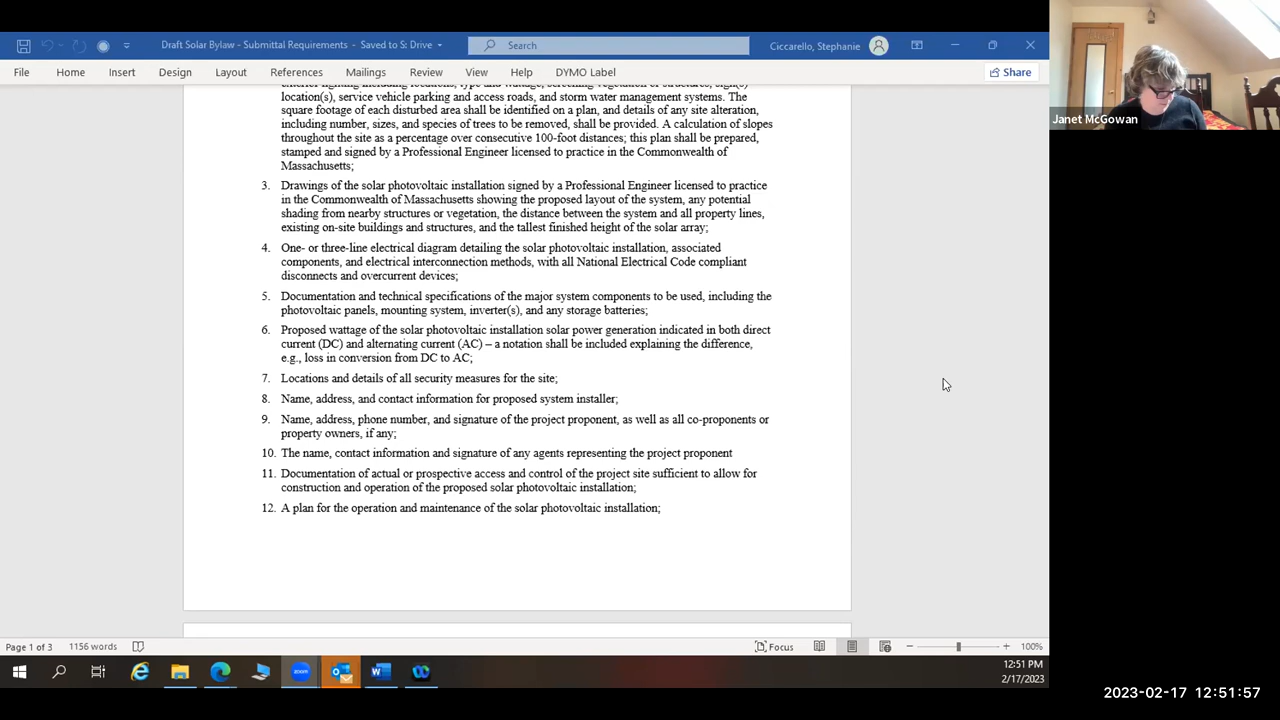 Draft Solar Bylaw - Submittal Requirements - Saved to S: Drive
Search
Ciccarello, Stephanie
File Home Insert Design Layout References Mailings Review View Help DYMO Label
Share
exterior lighting including locations, type and wattage, screening vegetation or structures, sign(s)
location(s), service vehicle parking and access roads, and storm water management systems. The
square footage of each disturbed area shall be identified on a plan, and details of any site alteration,
including number, sizes, and species of trees to be removed, shall be provided. A calculation of slopes
throughout the site as a percentage over consecutive 100-foot distances; this plan shall be prepared,
stamped and signed by a Professional Engineer licensed to practice in the Commonwealth of
Massachusetts;
3. Drawings of the solar photovoltaic installation signed by a Professional Engineer licensed to practice
in the Commonwealth of Massachusetts showing the proposed layout of the system, any potential
shading from nearby structures or vegetation, the distance between the system and all property lines,
existing on-site buildings and structures, and the tallest finished height of the solar array;
4. One- or three-line electrical diagram detailing the solar photovoltaic installation, associated
components, and electrical interconnection methods, with all National Electrical Code compliant
disconnects and overcurrent devices;
5. Documentation and technical specifications of the major system components to be used, including the
photovoltaic panels, mounting system, inverter(s), and any storage batteries;
6. Proposed wattage of the solar photovoltaic installation solar power generation indicated in both direct
current (DC) and alternating current (AC) – a notation shall be included explaining the difference,
e.g., loss in conversion from DC to AC;
7. Locations and details of all security measures for the site;
8. Name, address, and contact information for proposed system installer;
9. Name, address, phone number, and signature of the project proponent, as well as all co-proponents or
property owners, if any;
10. The name, contact information and signature of any agents representing the project proponent
11. Documentation of actual or prospective access and control of the project site sufficient to allow for
construction and operation of the proposed solar photovoltaic installation;
12. A plan for the operation and maintenance of the solar photovoltaic installation;
Page 1 of 3 1156 words
Focus
100%
zoom
12:51 PM
2/17/2023
Janet McGowan
2023-02-17 12:51:57